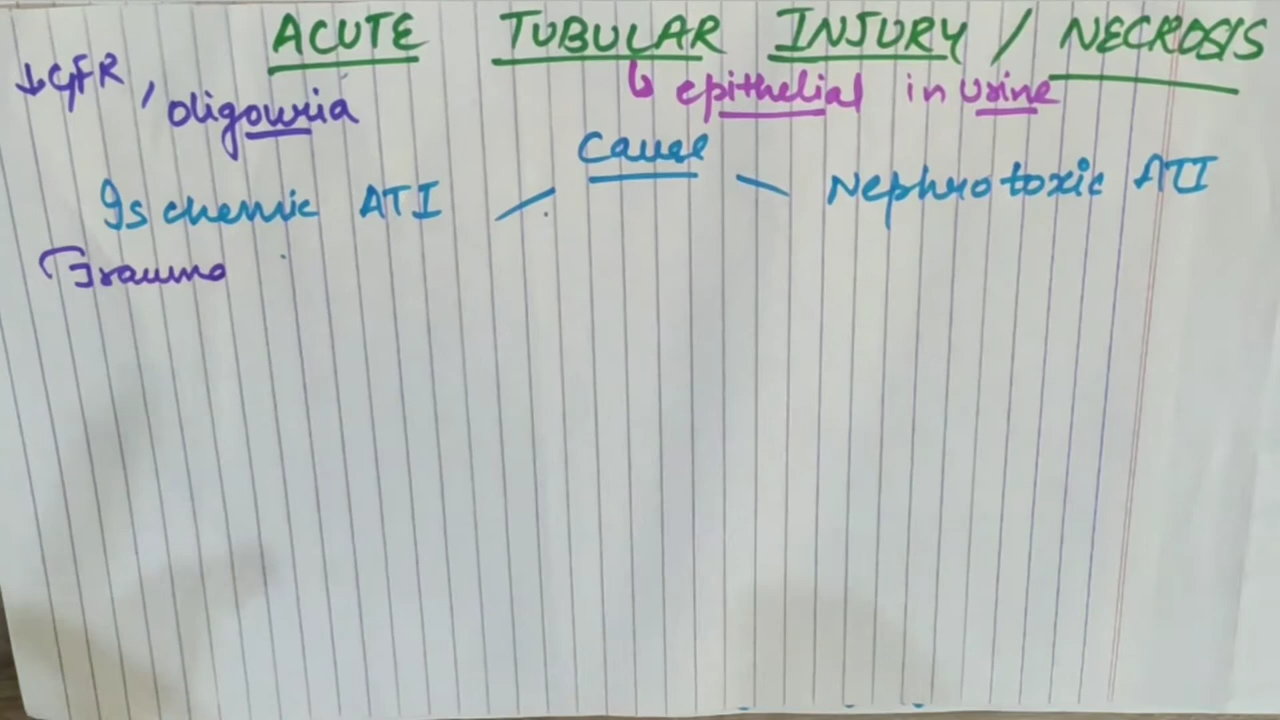 ACUTE TUBULAR INJURY / NECROSIS
↓GFR, oligouria
↳ epithelial in urine
Cause
Ischemic ATI
Nephrotoxic ATI
Trauma